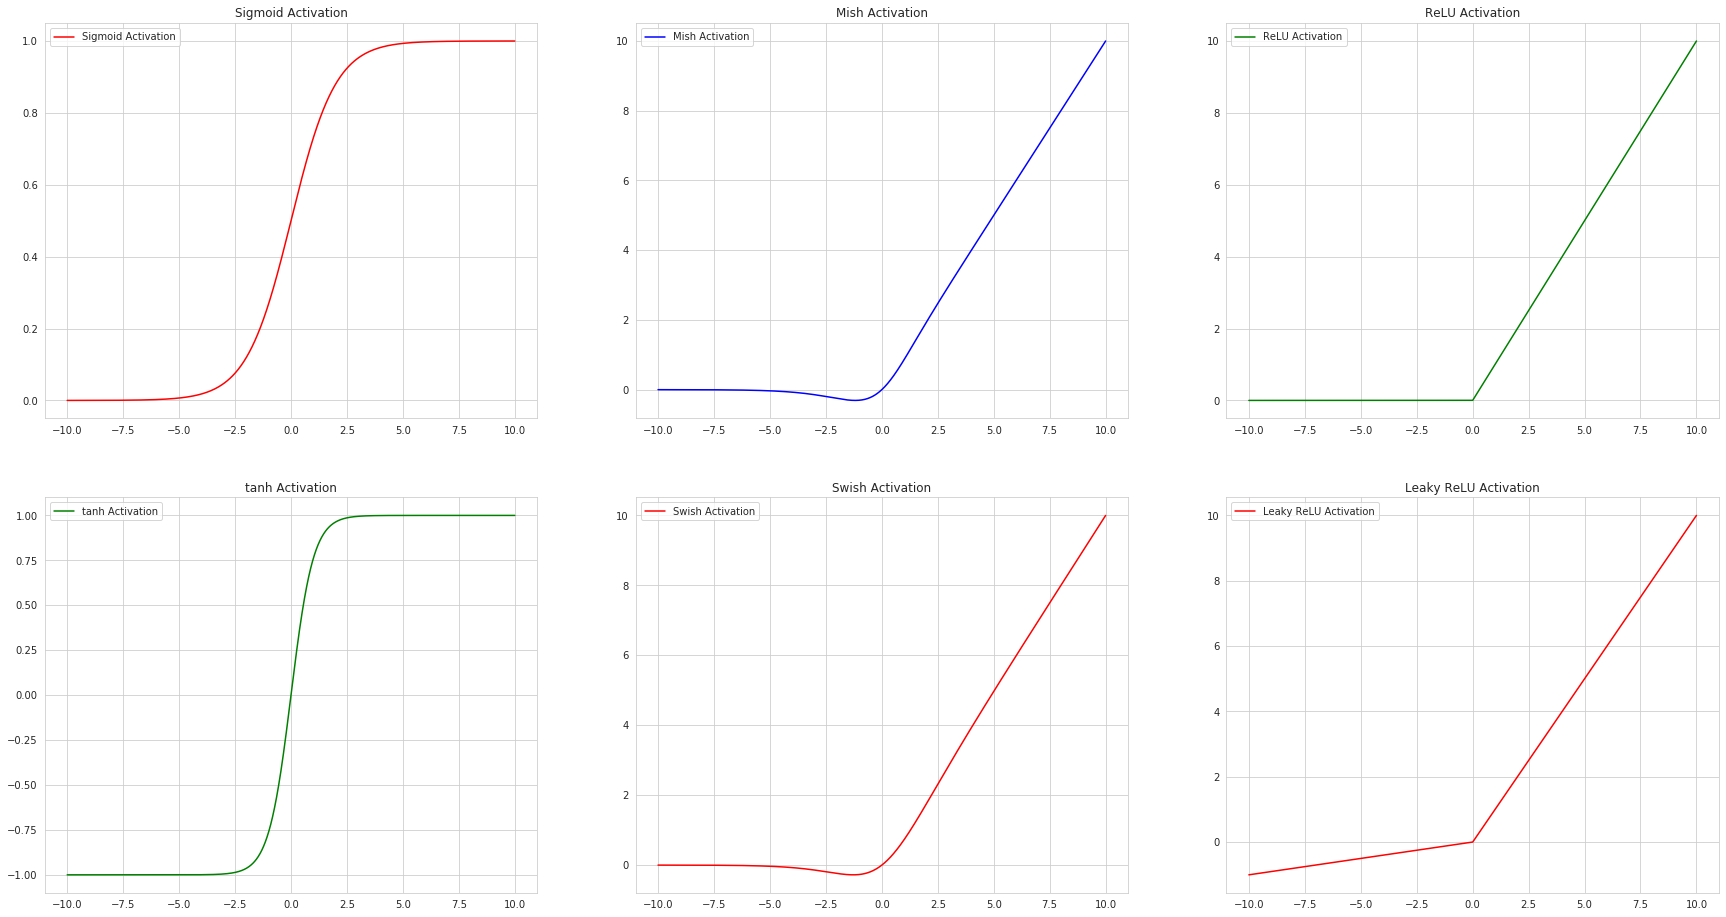 Sigmoid Activation
Sigmoid Activation
1.0
0.8
0.6
0.4
0.2
0.0
−10.0 −7.5 −5.0 −2.5 0.0 2.5 5.0 7.5 10.0
Mish Activation
Mish Activation
10
8
6
4
2
0
−10.0 −7.5 −5.0 −2.5 0.0 2.5 5.0 7.5 10.0
ReLU Activation
ReLU Activation
10
8
6
4
2
0
−10.0 −7.5 −5.0 −2.5 0.0 2.5 5.0 7.5 10.0
tanh Activation
tanh Activation
1.00
0.75
0.50
0.25
0.00
−0.25
−0.50
−0.75
−1.00
−10.0 −7.5 −5.0 −2.5 0.0 2.5 5.0 7.5 10.0
Swish Activation
Swish Activation
10
8
6
4
2
0
−10.0 −7.5 −5.0 −2.5 0.0 2.5 5.0 7.5 10.0
Leaky ReLU Activation
Leaky ReLU Activation
10
8
6
4
2
0
−10.0 −7.5 −5.0 −2.5 0.0 2.5 5.0 7.5 10.0